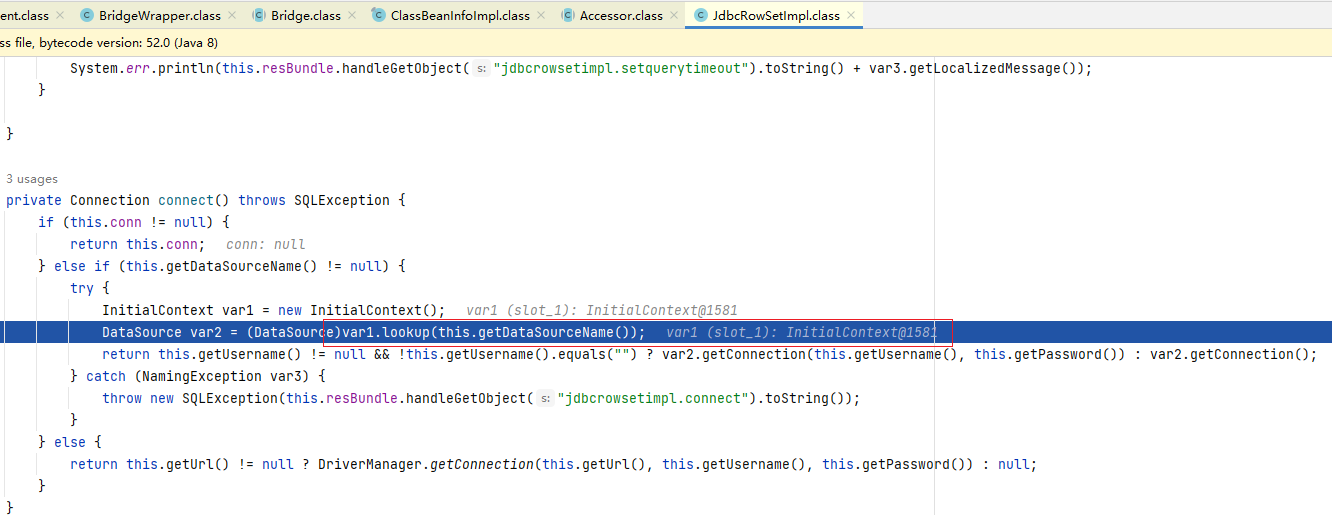 ent.class × BridgeWrapper.class × Bridge.class × ClassBeanInfoImpl.class × Accessor.class × JdbcRowSetImpl.class ×
ss file, bytecode version: 52.0 (Java 8)
System.err.println(this.resBundle.handleGetObject( s: "jdbcrowsetimpl.setquerytimeout").toString() + var3.getLocalizedMessage());
}
}
3 usages
private Connection connect() throws SQLException {
if (this.conn != null) {
return this.conn; conn: null
} else if (this.getDataSourceName() != null) {
try {
InitialContext var1 = new InitialContext(); var1 (slot_1): InitialContext@1581
DataSource var2 = (DataSource)var1.lookup(this.getDataSourceName()); var1 (slot_1): InitialContext@1581
return this.getUsername() != null && !this.getUsername().equals("") ? var2.getConnection(this.getUsername(), this.getPassword()) : var2.getConnection();
} catch (NamingException var3) {
throw new SQLException(this.resBundle.handleGetObject( s: "jdbcrowsetimpl.connect").toString());
}
} else {
return this.getUrl() != null ? DriverManager.getConnection(this.getUrl(), this.getUsername(), this.getPassword()) : null;
}
}